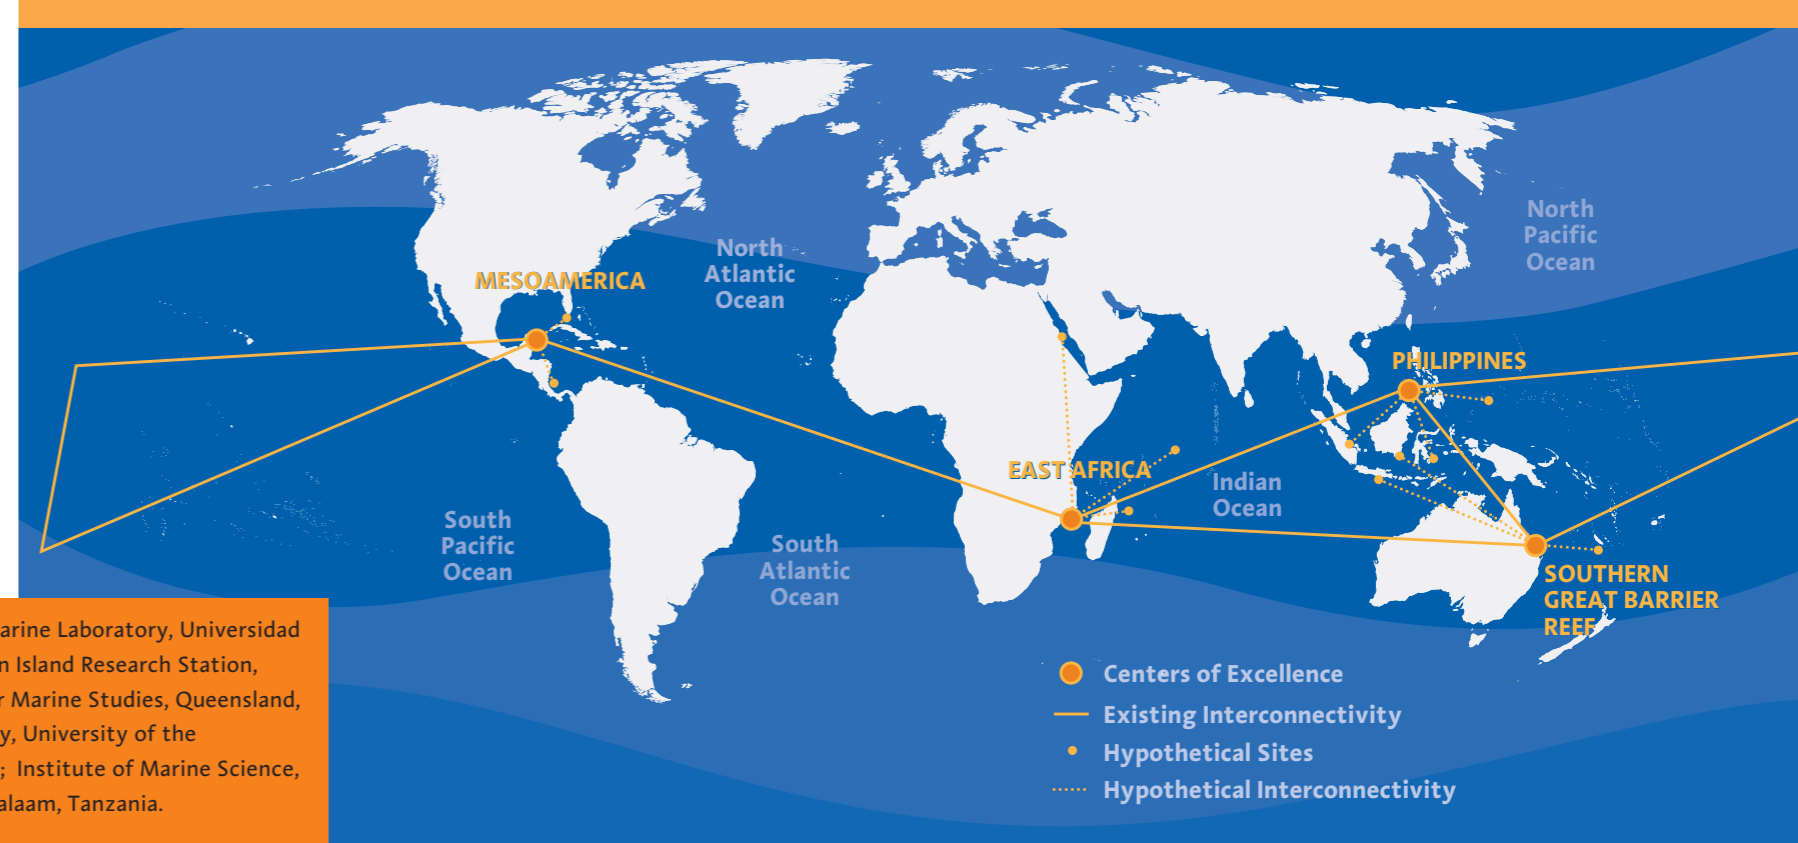 MESOAMERICA
North
Atlantic
Ocean
North
Pacific
Ocean
PHILIPPINES
EAST AFRICA
Indian
Ocean
South
Pacific
Ocean
South
Atlantic
Ocean
SOUTHERN
GREAT BARRIER
REEF
Centers of Excellence
Existing Interconnectivity
Hypothetical Sites
Hypothetical Interconnectivity
arine Laboratory, Universidad
n Island Research Station,
r Marine Studies, Queensland,
y, University of the
; Institute of Marine Science,
alaam, Tanzania.